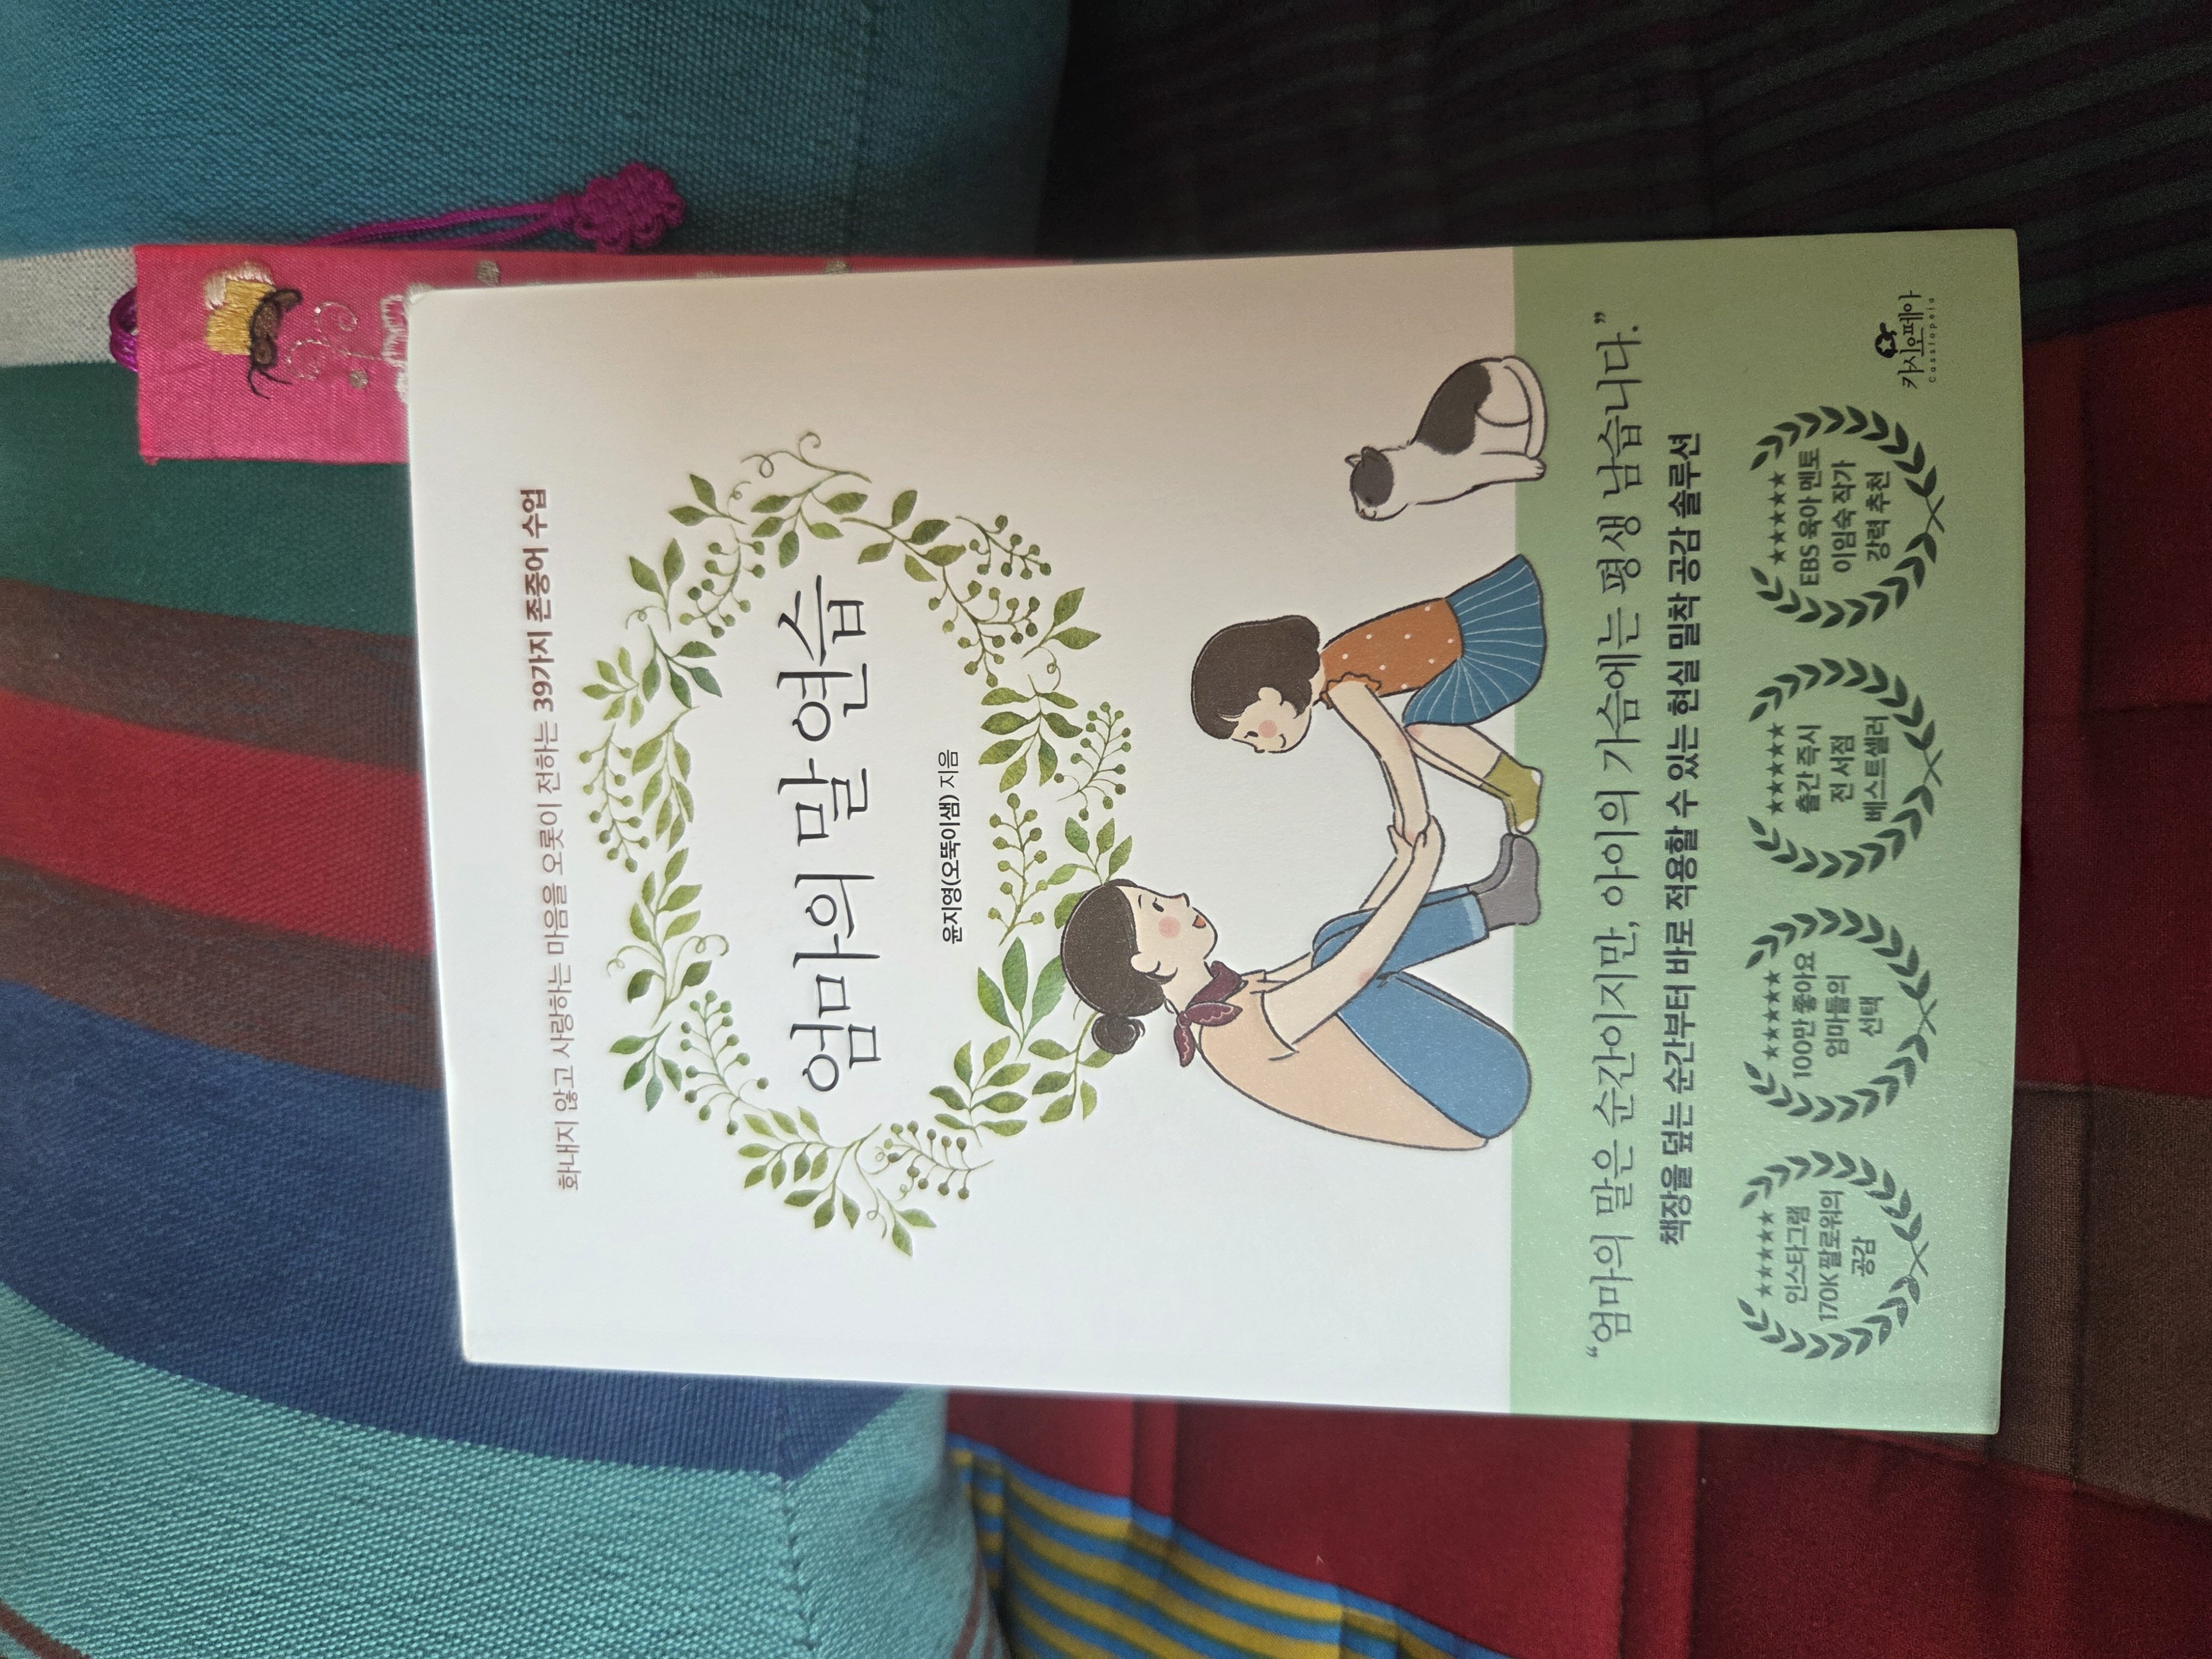 화내지 않고 사랑하는 마음을 오롯이 전하는 39가지 존중어 수업
엄마의 말 연습
윤지영(오뚝이샘) 지음
“엄마의 말은 순간이지만, 아이의 가슴에는 평생 남습니다.”
책장을 덮는 순간부터 바로 적용할 수 있는 현실 밀착 공감 솔루션
★★★★★
인스타그램
170K 팔로워의
공감
★★★★★
100만 좋아요
엄마들의
선택
★★★★★
출간 즉시
전 서점
베스트셀러
★★★★★
EBS 육아 멘토
이임숙 작가
강력 추천
카시오페아
Cassiopeia